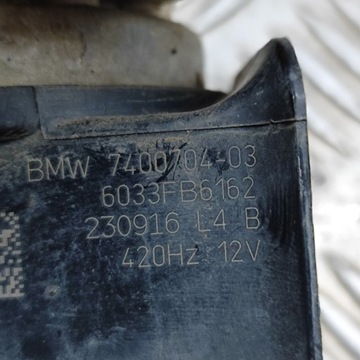 BMW 7400704-03
6033FB6162
230916 L4 B
420Hz 12V